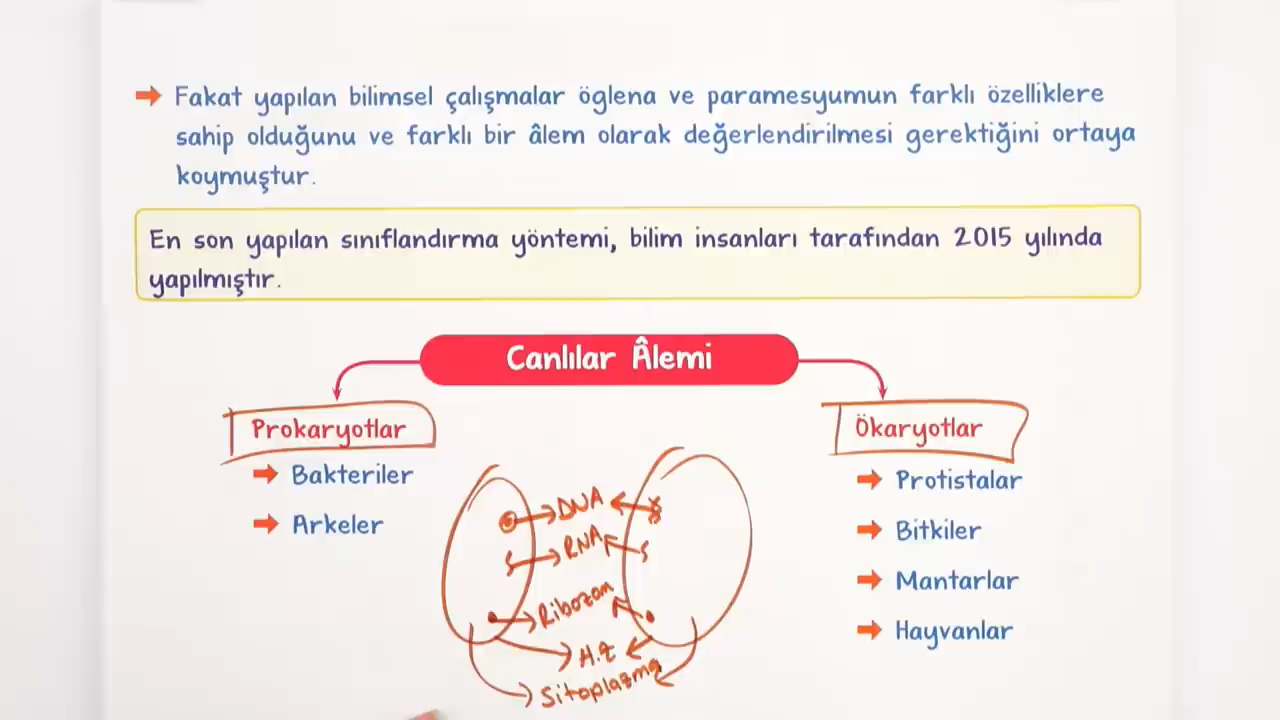 Fakat yapılan bilimsel çalışmalar öglena ve paramesyumun farklı özelliklere
sahip olduğunu ve farklı bir âlem olarak değerlendirilmesi gerektiğini ortaya
koymuştur.
En son yapılan sınıflandırma yöntemi, bilim insanları tarafından 2015 yılında
yapılmıştır.
Canlılar Âlemi
Prokaryotlar
Bakteriler
Arkeler
Ökaryotlar
Protistalar
Bitkiler
Mantarlar
Hayvanlar
DNA
RNA
Ribozom
H.Z
Sitoplazma